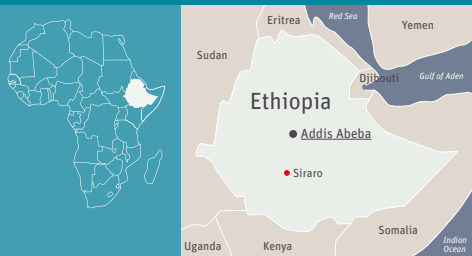 Eritrea
Red Sea
Yemen
Sudan
Djibouti
Gulf of Aden
Ethiopia
Addis Abeba
Siraro
Somalia
Uganda
Kenya
Indian
Ocean